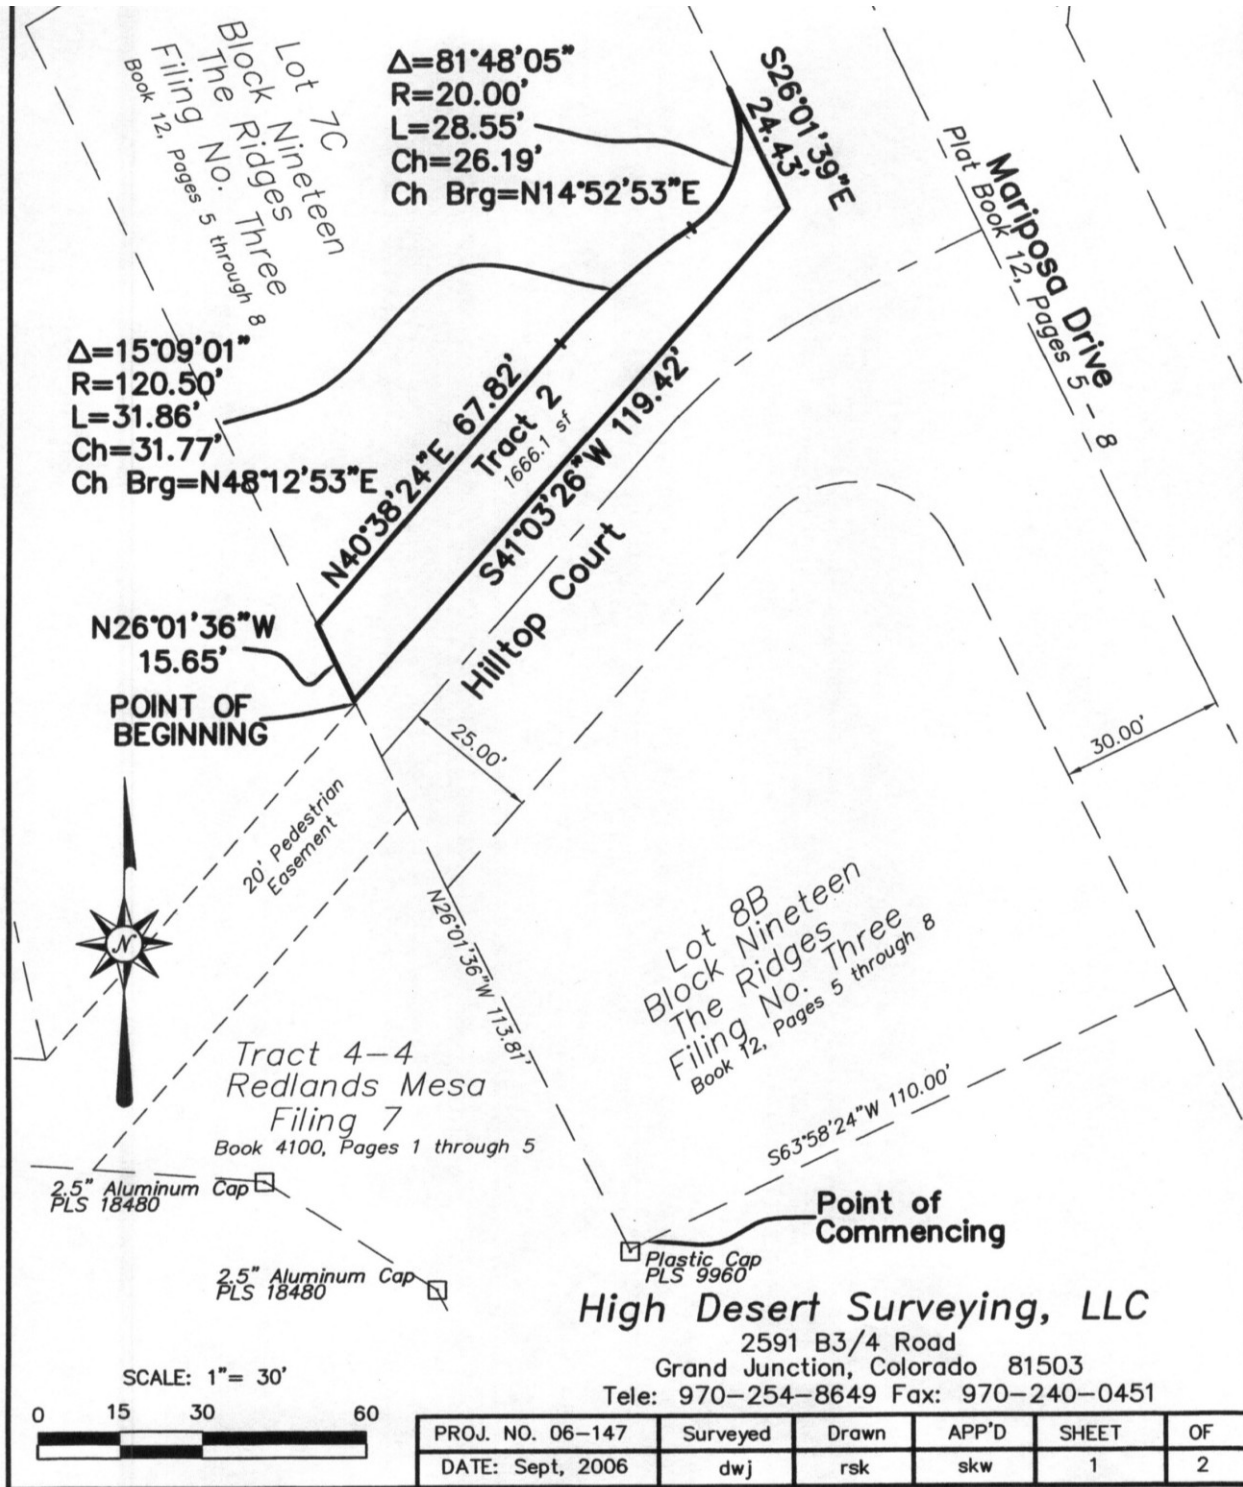 Lot 7C
Block Nineteen
The Ridges
Filing No. Three
Book 12, Pages 5 through 8
Δ=81°48'05"
R=20.00'
L=28.55'
Ch=26.19'
Ch Brg=N14°52'53"E
S26°01'39"E
24.43'
Mariposa Drive
Plat Book 12, Pages 5 - 8
Δ=15°09'01"
R=120.50'
L=31.86'
Ch=31.77'
Ch Brg=N48°12'53"E
N40°38'24"E 67.82'
Tract 2
1666.1 sf
S41°03'26"W 119.42'
Hilltop Court
N26°01'36"W
15.65'
POINT OF
BEGINNING
25.00'
30.00'
20' Pedestrian
Easement
N
N26°01'36"W 113.81'
Lot 8B
Block Nineteen
The Ridges
Filing No. Three
Book 12, Pages 5 through 8
Tract 4-4
Redlands Mesa
Filing 7
Book 4100, Pages 1 through 5
S63°58'24"W 110.00'
2.5" Aluminum Cap
PLS 18480
Point of
Commencing
Plastic Cap
PLS 9960
2.5" Aluminum Cap
PLS 18480
High Desert Surveying, LLC
2591 B3/4 Road
Grand Junction, Colorado 81503
Tele: 970-254-8649 Fax: 970-240-0451
SCALE: 1"= 30'
0 15 30 60
PROJ. NO. 06-147 Surveyed Drawn APP'D SHEET OF
DATE: Sept, 2006 dwj rsk skw 1 2